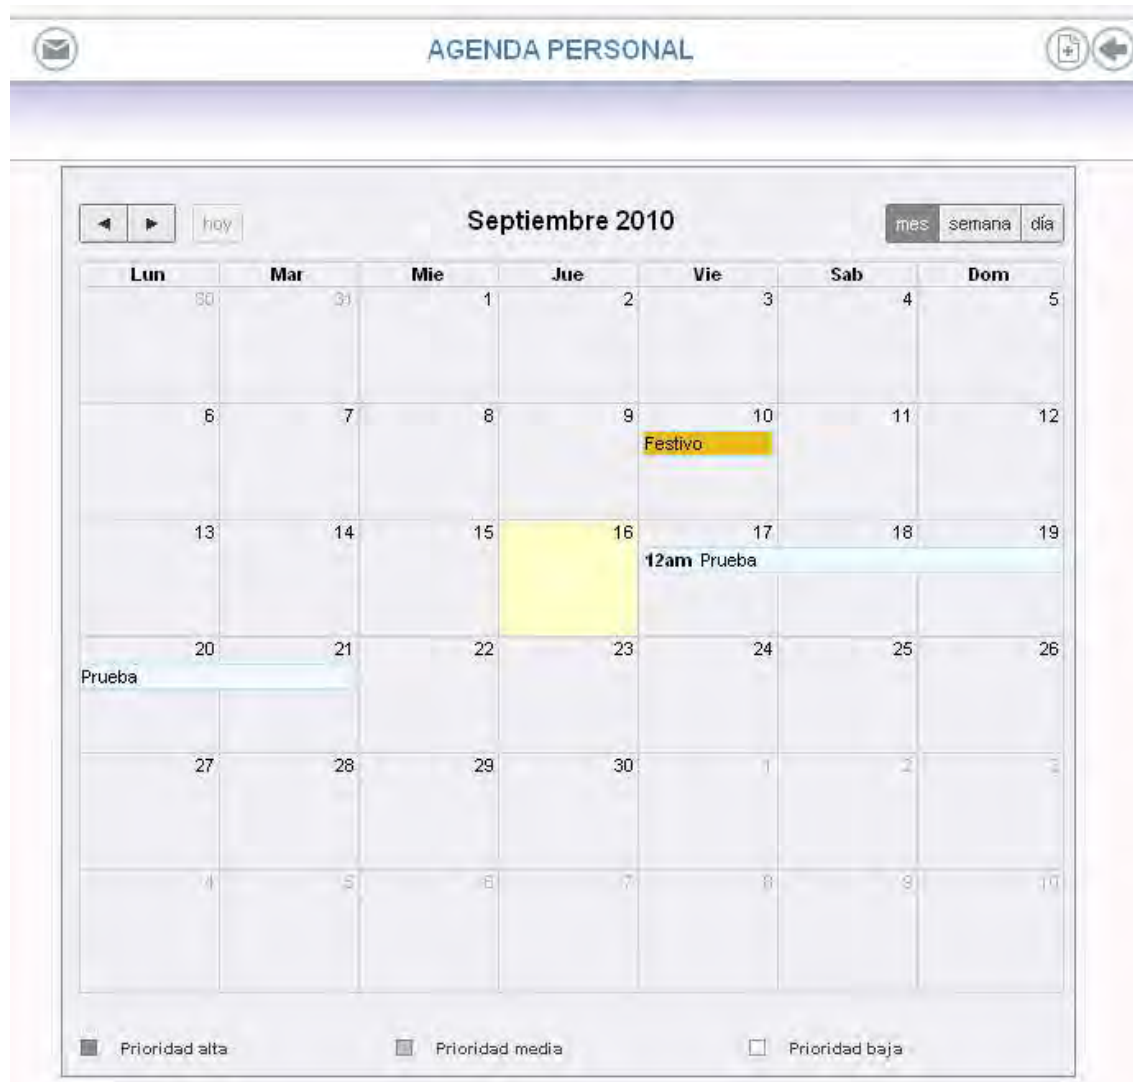 AGENDA PERSONAL
◄ ► hoy Septiembre 2010 mes semana día
Lun Mar Mie Jue Vie Sab Dom
30 31 1 2 3 4 5
6 7 8 9 10 11 12
Festivo
13 14 15 16 17 18 19
12am Prueba
20 21 22 23 24 25 26
Prueba
27 28 29 30 1 2 3
4 5 6 7 8 9 10
Prioridad alta Prioridad media Prioridad baja